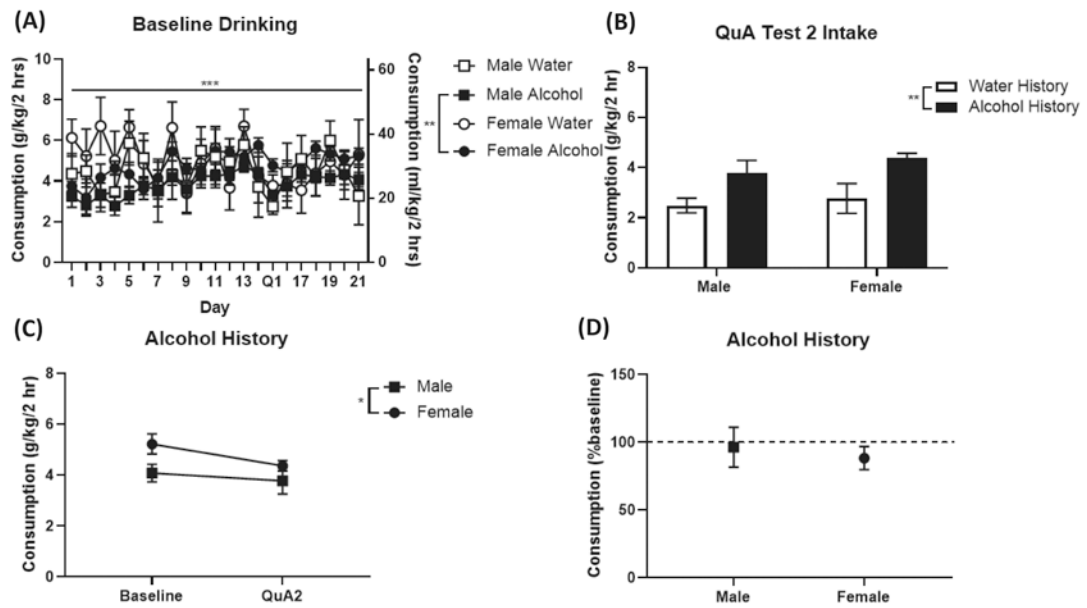 (A)
Baseline Drinking
Consumption (g/kg/2 hrs)
10
8
6
4
2
0
***
1 3 5 7 9 11 13 Q1 17 19 21
Day
60
40
20
0
Consumption (ml/kg/2 hrs)
Male Water
Male Alcohol
Female Water
Female Alcohol
**
(B)
QuA Test 2 Intake
Consumption (g/kg/2 hr)
8
6
4
2
0
Male Female
Water History
Alcohol History
**
(C)
Alcohol History
Consumption (g/kg/2 hr)
8
6
4
2
0
Baseline QuA2
Male
Female
*
(D)
Alcohol History
Consumption (%baseline)
150
100
50
0
Male Female